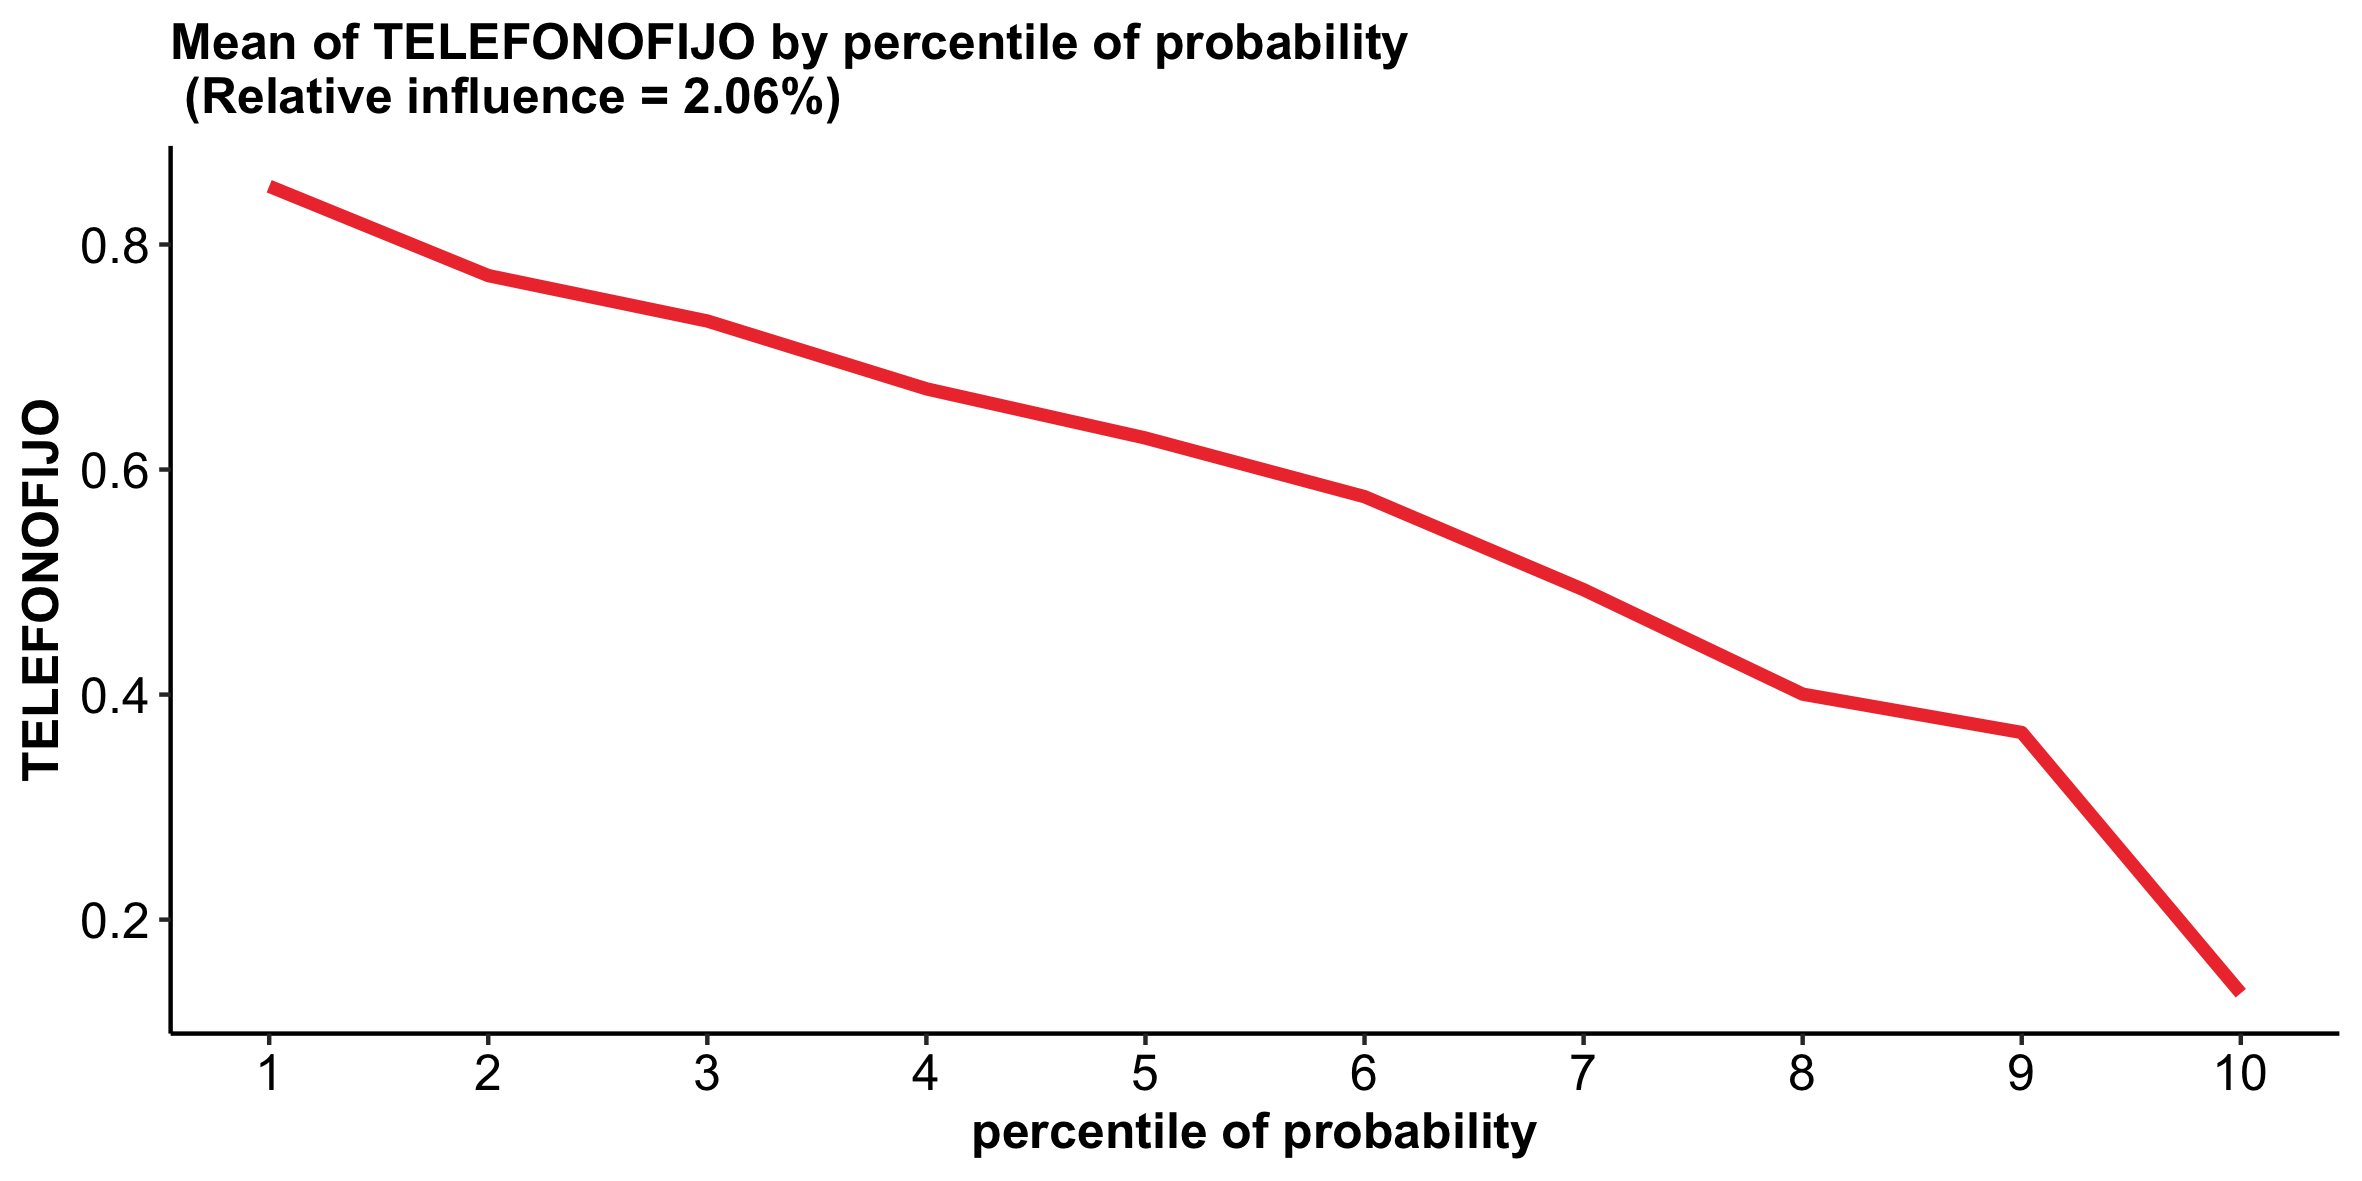 Mean of TELEFONOFIJO by percentile of probability
(Relative influence = 2.06%)
TELEFONOFIJO
0.8
0.6
0.4
0.2
1 2 3 4 5 6 7 8 9 10
percentile of probability